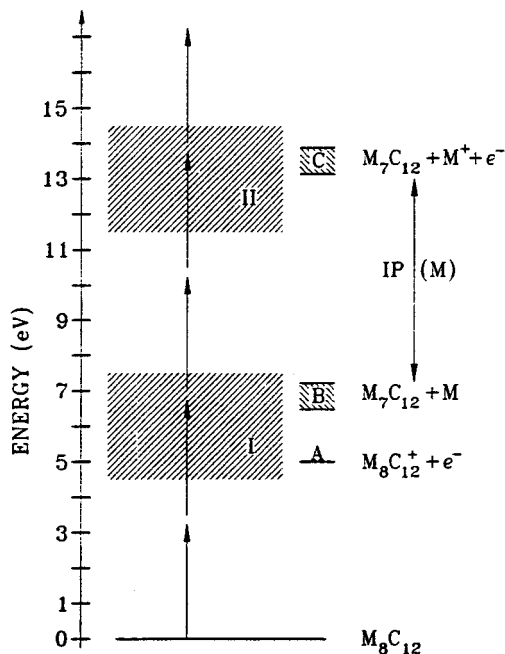 ENERGY (eV)
15
13
11
9
7
5
3
1
0
II
I
C
B
A
M₇C₁₂ + M⁺ + e⁻
IP (M)
M₇C₁₂ + M
M₈C₁₂⁺ + e⁻
M₈C₁₂